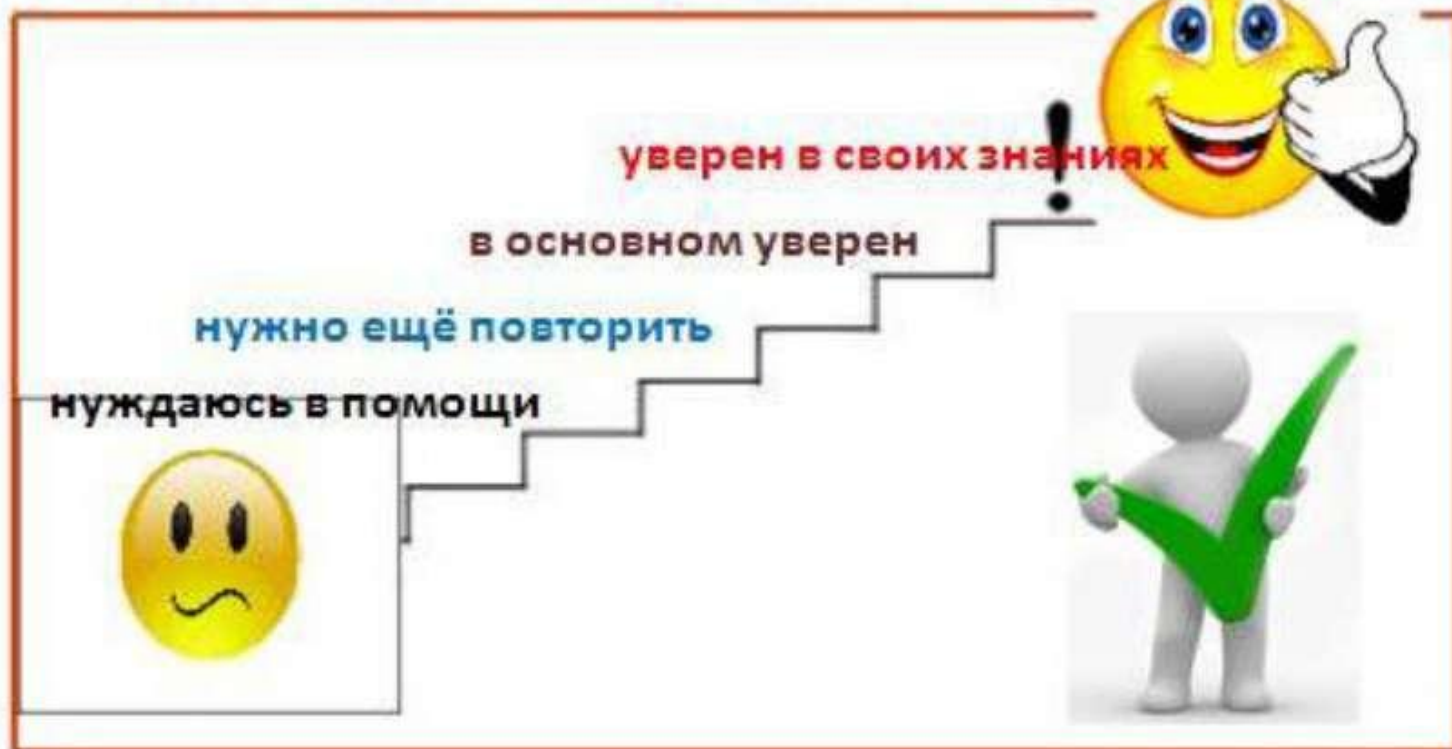 уверен в своих знаниях
!
в основном уверен
нужно ещё повторить
нуждаюсь в помощи